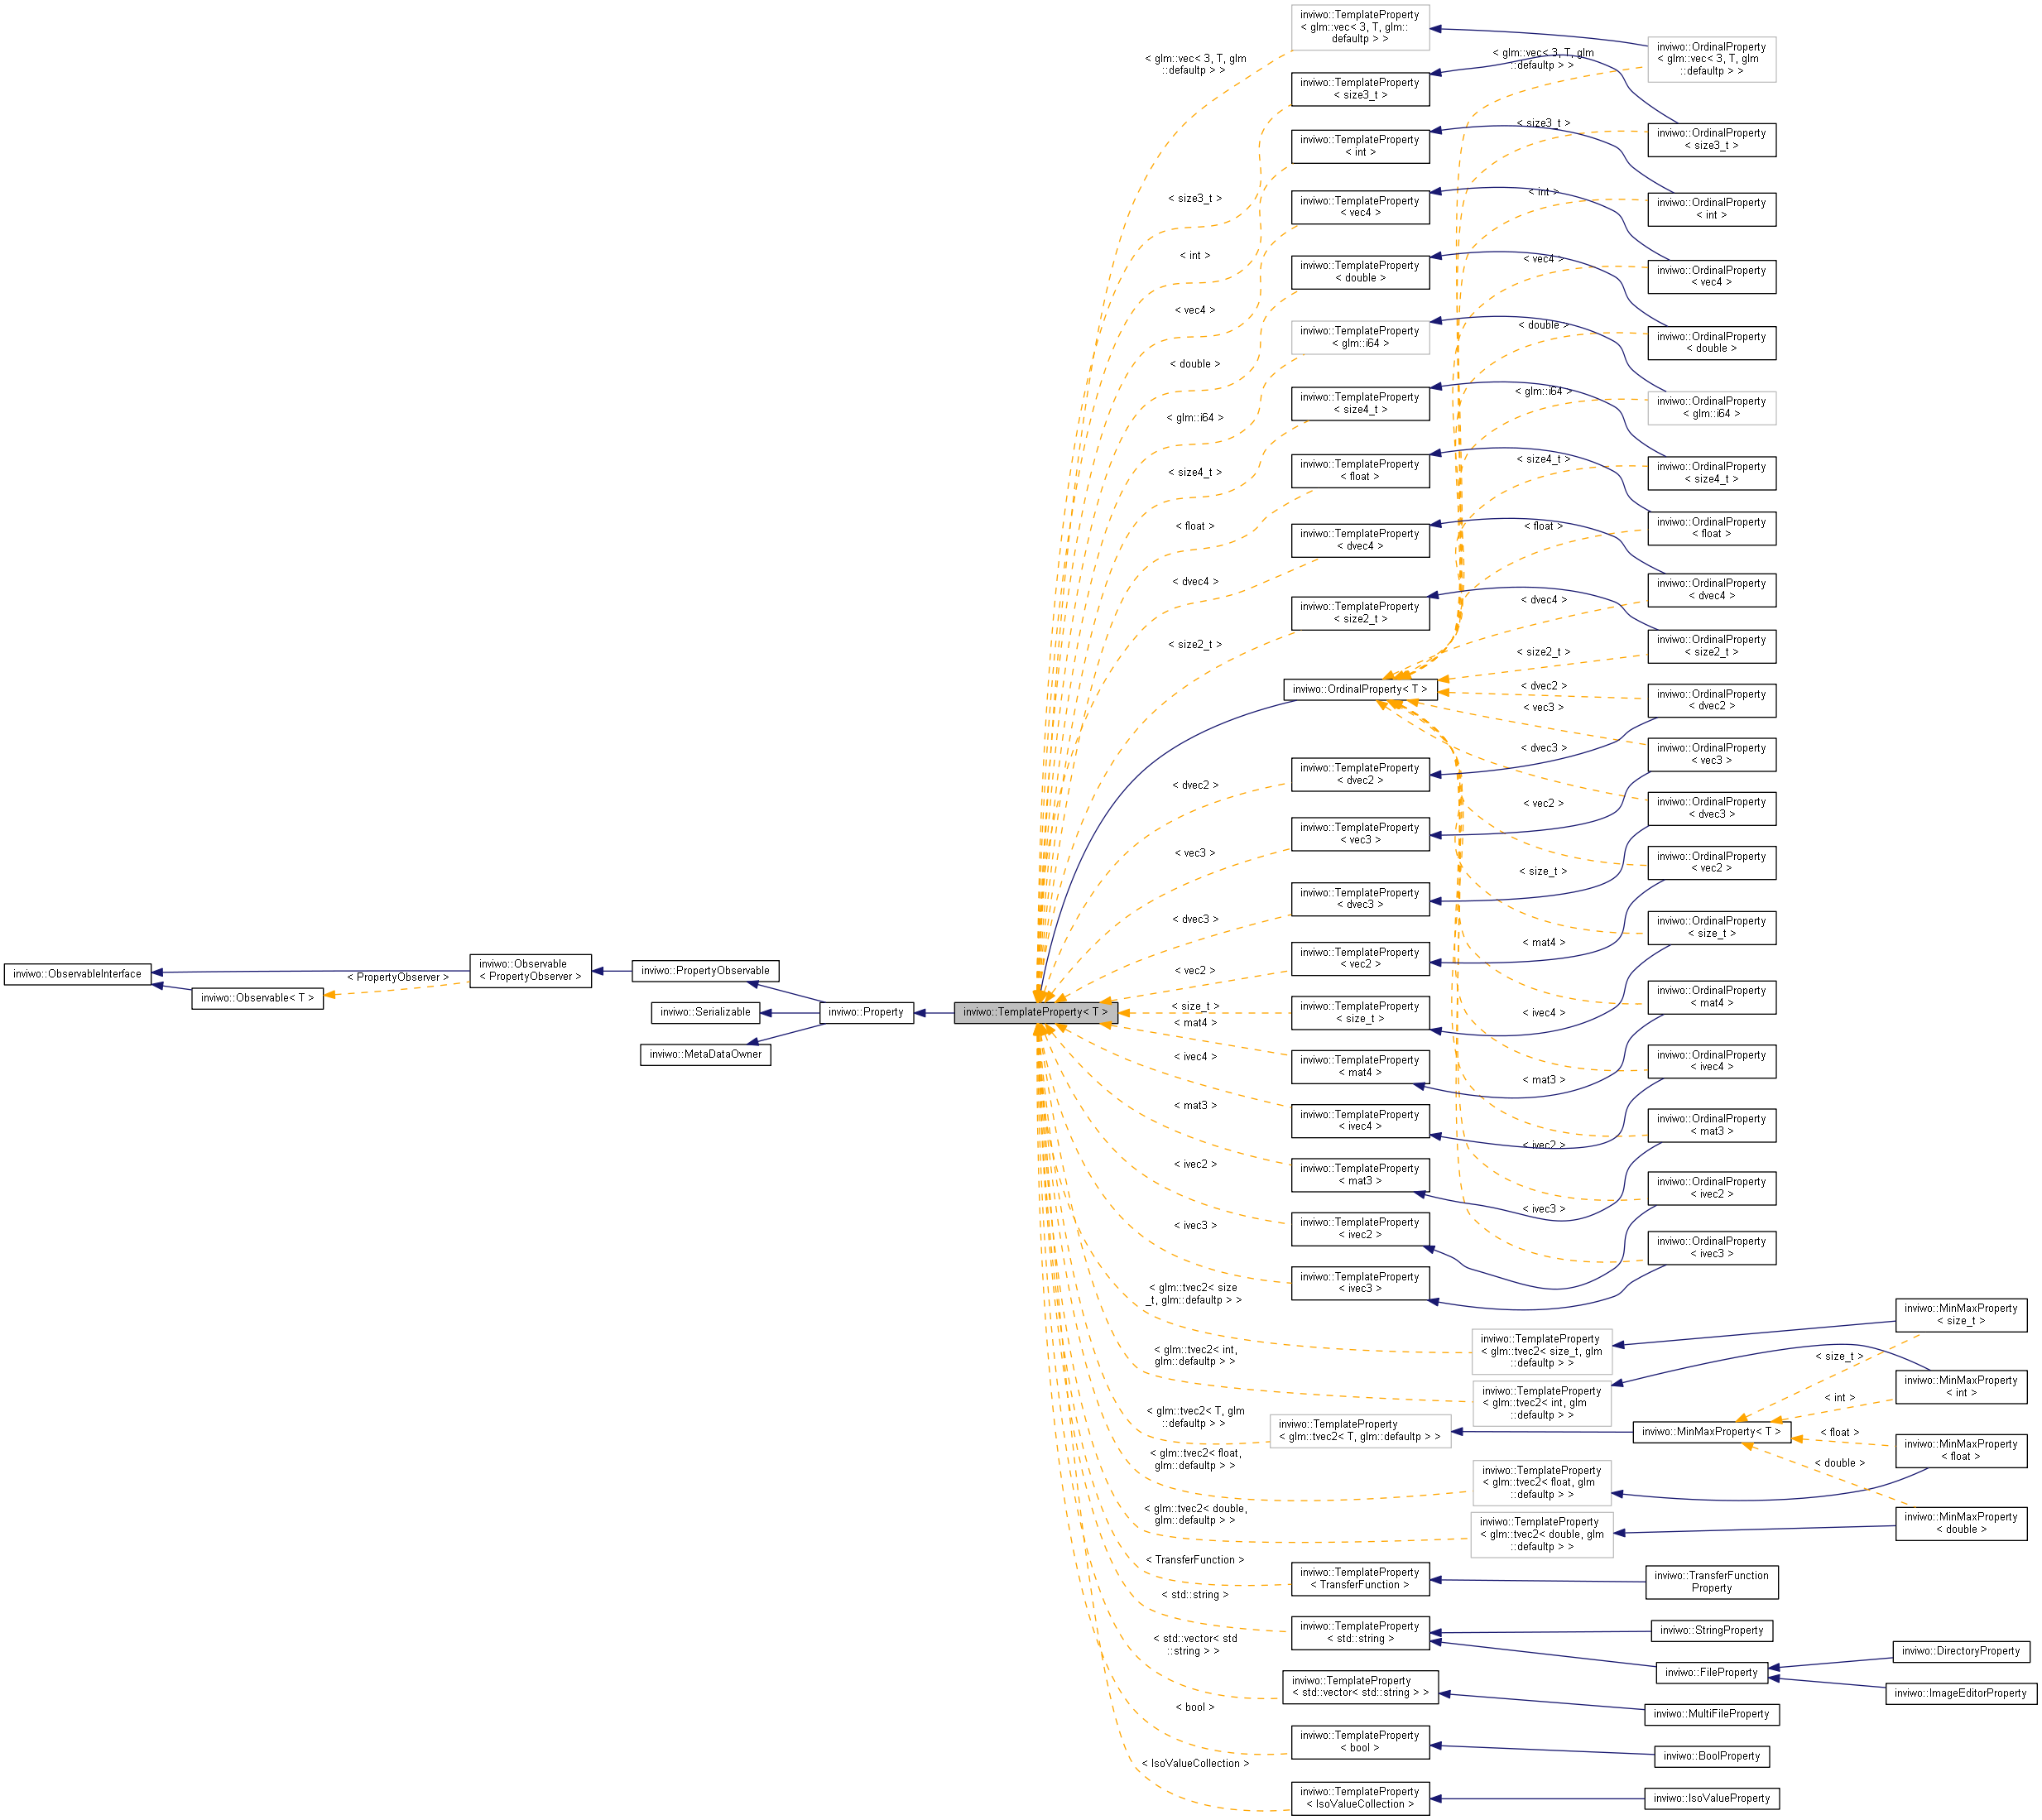 inviwo::ObservableInterface
inviwo::Observable< T >
< PropertyObserver >
inviwo::Observable
< PropertyObserver >
inviwo::PropertyObservable
inviwo::Serializable
inviwo::MetaDataOwner
inviwo::Property
inviwo::TemplateProperty< T >
< glm::vec< 3, T, glm
::defaultp > >
< size3_t >
< int >
< vec4 >
< double >
< glm::i64 >
< size4_t >
< float >
< dvec4 >
< size2_t >
< dvec2 >
< vec3 >
< dvec3 >
< vec2 >
< size_t >
< mat4 >
< ivec4 >
< mat3 >
< ivec2 >
< ivec3 >
< glm::tvec2< size
_t, glm::defaultp > >
< glm::tvec2< int,
glm::defaultp > >
< glm::tvec2< T, glm
::defaultp > >
< glm::tvec2< float,
glm::defaultp > >
< glm::tvec2< double,
glm::defaultp > >
< TransferFunction >
< std::string >
< std::vector< std
::string > >
< bool >
< IsoValueCollection >
inviwo::TemplateProperty
< glm::vec< 3, T, glm::
defaultp > >
inviwo::TemplateProperty
< size3_t >
inviwo::TemplateProperty
< int >
inviwo::TemplateProperty
< vec4 >
inviwo::TemplateProperty
< double >
inviwo::TemplateProperty
< glm::i64 >
inviwo::TemplateProperty
< size4_t >
inviwo::TemplateProperty
< float >
inviwo::TemplateProperty
< dvec4 >
inviwo::TemplateProperty
< size2_t >
inviwo::OrdinalProperty< T >
inviwo::TemplateProperty
< dvec2 >
inviwo::TemplateProperty
< vec3 >
inviwo::TemplateProperty
< dvec3 >
inviwo::TemplateProperty
< vec2 >
inviwo::TemplateProperty
< size_t >
inviwo::TemplateProperty
< mat4 >
inviwo::TemplateProperty
< ivec4 >
inviwo::TemplateProperty
< mat3 >
inviwo::TemplateProperty
< ivec2 >
inviwo::TemplateProperty
< ivec3 >
inviwo::TemplateProperty
< glm::tvec2< size_t, glm
::defaultp > >
inviwo::TemplateProperty
< glm::tvec2< int, glm
::defaultp > >
inviwo::TemplateProperty
< glm::tvec2< T, glm::defaultp > >
inviwo::TemplateProperty
< glm::tvec2< float, glm
::defaultp > >
inviwo::TemplateProperty
< glm::tvec2< double, glm
::defaultp > >
inviwo::TemplateProperty
< TransferFunction >
inviwo::TemplateProperty
< std::string >
inviwo::TemplateProperty
< std::vector< std::string > >
inviwo::TemplateProperty
< bool >
inviwo::TemplateProperty
< IsoValueCollection >
< glm::vec< 3, T, glm
::defaultp > >
< size3_t >
< int >
< vec4 >
< double >
< glm::i64 >
< size4_t >
< float >
< dvec4 >
< size2_t >
< dvec2 >
< vec3 >
< dvec3 >
< vec2 >
< size_t >
< mat4 >
< ivec4 >
< mat3 >
< ivec2 >
< ivec3 >
inviwo::OrdinalProperty
< glm::vec< 3, T, glm
::defaultp > >
inviwo::OrdinalProperty
< size3_t >
inviwo::OrdinalProperty
< int >
inviwo::OrdinalProperty
< vec4 >
inviwo::OrdinalProperty
< double >
inviwo::OrdinalProperty
< glm::i64 >
inviwo::OrdinalProperty
< size4_t >
inviwo::OrdinalProperty
< float >
inviwo::OrdinalProperty
< dvec4 >
inviwo::OrdinalProperty
< size2_t >
inviwo::OrdinalProperty
< dvec2 >
inviwo::OrdinalProperty
< vec3 >
inviwo::OrdinalProperty
< dvec3 >
inviwo::OrdinalProperty
< vec2 >
inviwo::OrdinalProperty
< size_t >
inviwo::OrdinalProperty
< mat4 >
inviwo::OrdinalProperty
< ivec4 >
inviwo::OrdinalProperty
< mat3 >
inviwo::OrdinalProperty
< ivec2 >
inviwo::OrdinalProperty
< ivec3 >
inviwo::MinMaxProperty< T >
< size_t >
< int >
< float >
< double >
inviwo::MinMaxProperty
< size_t >
inviwo::MinMaxProperty
< int >
inviwo::MinMaxProperty
< float >
inviwo::MinMaxProperty
< double >
inviwo::TransferFunction
Property
inviwo::StringProperty
inviwo::FileProperty
inviwo::DirectoryProperty
inviwo::ImageEditorProperty
inviwo::MultiFileProperty
inviwo::BoolProperty
inviwo::IsoValueProperty